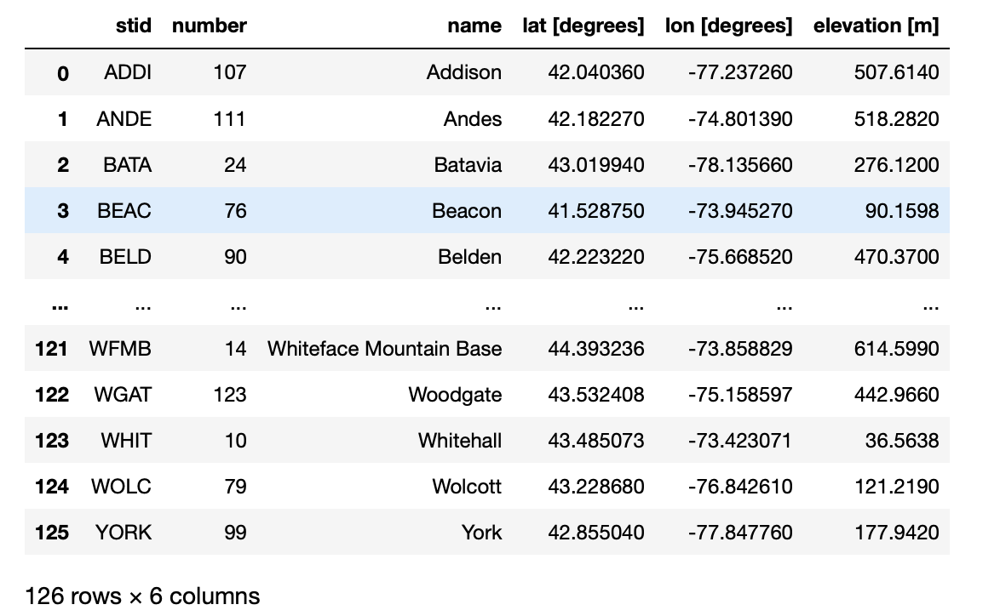 stid number name lat [degrees] lon [degrees] elevation [m]
0 ADDI 107 Addison 42.040360 -77.237260 507.6140
1 ANDE 111 Andes 42.182270 -74.801390 518.2820
2 BATA 24 Batavia 43.019940 -78.135660 276.1200
3 BEAC 76 Beacon 41.528750 -73.945270 90.1598
4 BELD 90 Belden 42.223220 -75.668520 470.3700
... ... ... ... ... ... ...
121 WFMB 14 Whiteface Mountain Base 44.393236 -73.858829 614.5990
122 WGAT 123 Woodgate 43.532408 -75.158597 442.9660
123 WHIT 10 Whitehall 43.485073 -73.423071 36.5638
124 WOLC 79 Wolcott 43.228680 -76.842610 121.2190
125 YORK 99 York 42.855040 -77.847760 177.9420
126 rows × 6 columns